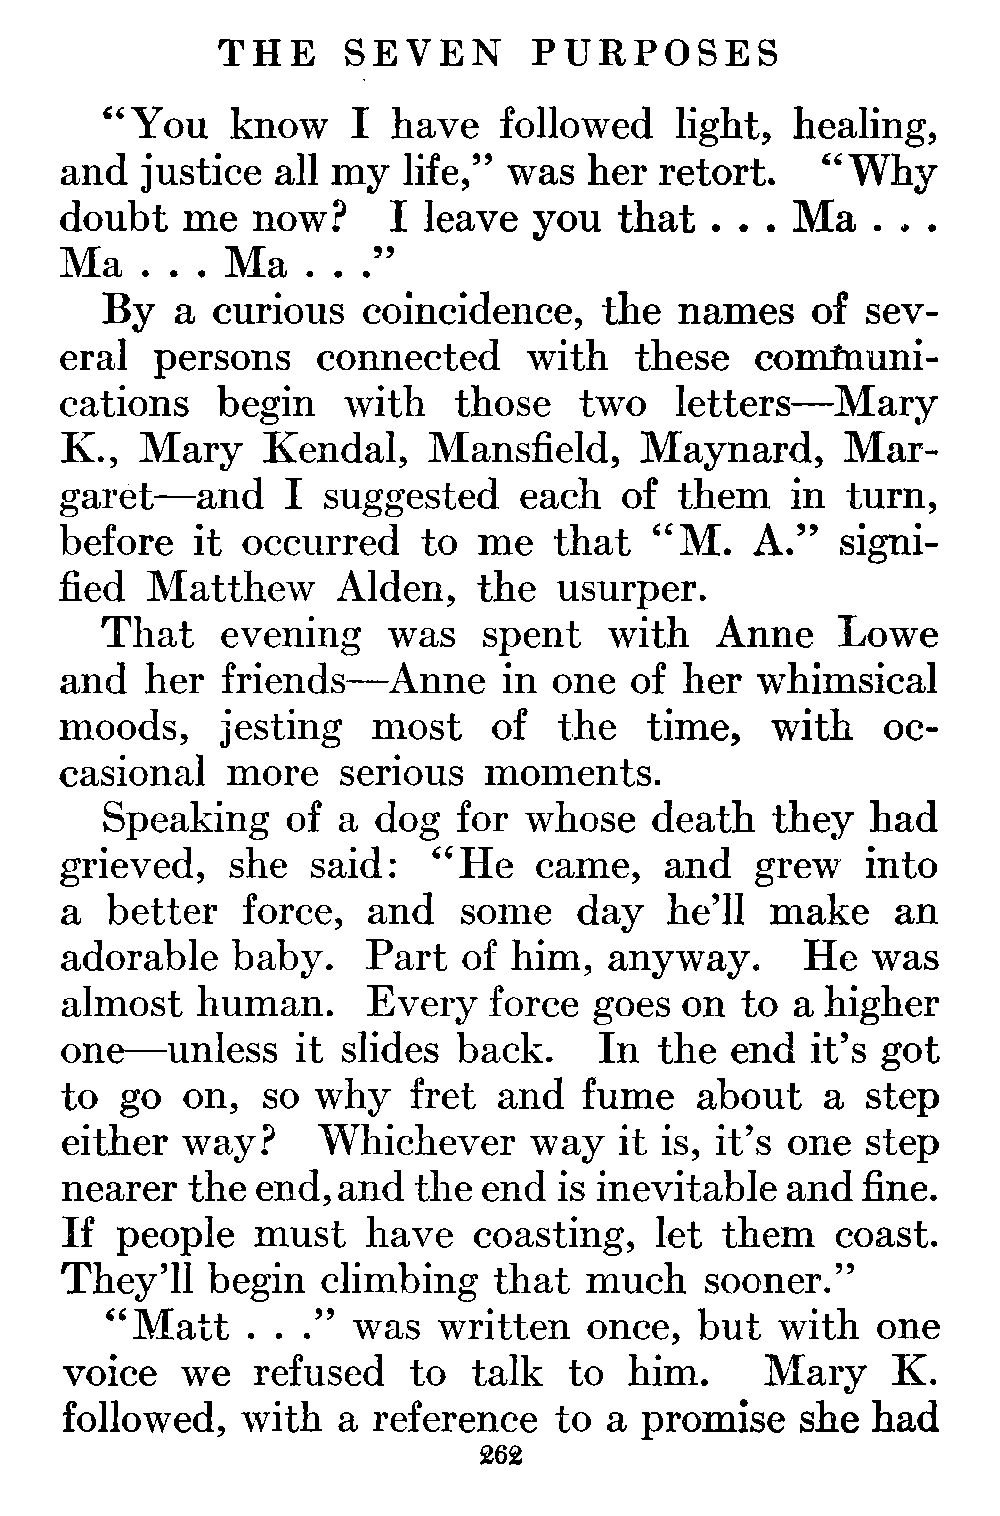 THE SEVEN PURPOSES
“You know I have followed light, healing,
and justice all my life,” was her retort. “Why
doubt me now? I leave you that . . . Ma . . .
Ma . . . Ma . . .”
By a curious coincidence, the names of sev-
eral persons connected with these communi-
cations begin with those two letters—Mary
K., Mary Kendal, Mansfield, Maynard, Mar-
garet—and I suggested each of them in turn,
before it occurred to me that “M. A.” signi-
fied Matthew Alden, the usurper.
That evening was spent with Anne Lowe
and her friends—Anne in one of her whimsical
moods, jesting most of the time, with oc-
casional more serious moments.
Speaking of a dog for whose death they had
grieved, she said: “He came, and grew into
a better force, and some day he’ll make an
adorable baby. Part of him, anyway. He was
almost human. Every force goes on to a higher
one—unless it slides back. In the end it’s got
to go on, so why fret and fume about a step
either way? Whichever way it is, it’s one step
nearer the end, and the end is inevitable and fine.
If people must have coasting, let them coast.
They’ll begin climbing that much sooner.”
“Matt . . .” was written once, but with one
voice we refused to talk to him. Mary K.
followed, with a reference to a promise she had
262